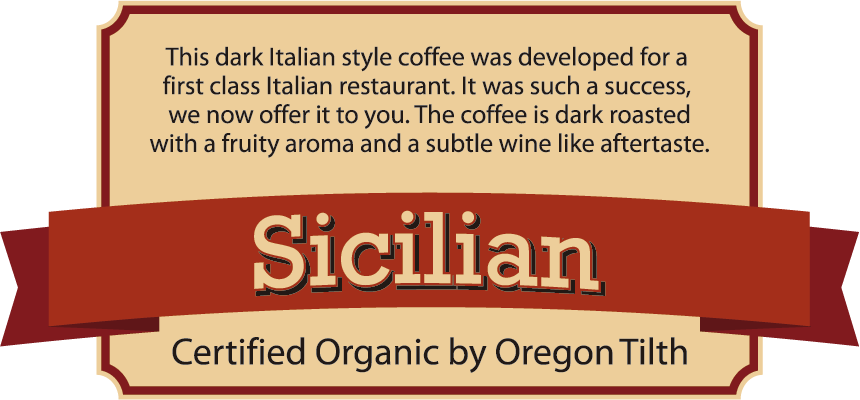 This dark Italian style coffee was developed for a
first class Italian restaurant. It was such a success,
we now offer it to you. The coffee is dark roasted
with a fruity aroma and a subtle wine like aftertaste.
Sicilian
Certified Organic by Oregon Tilth